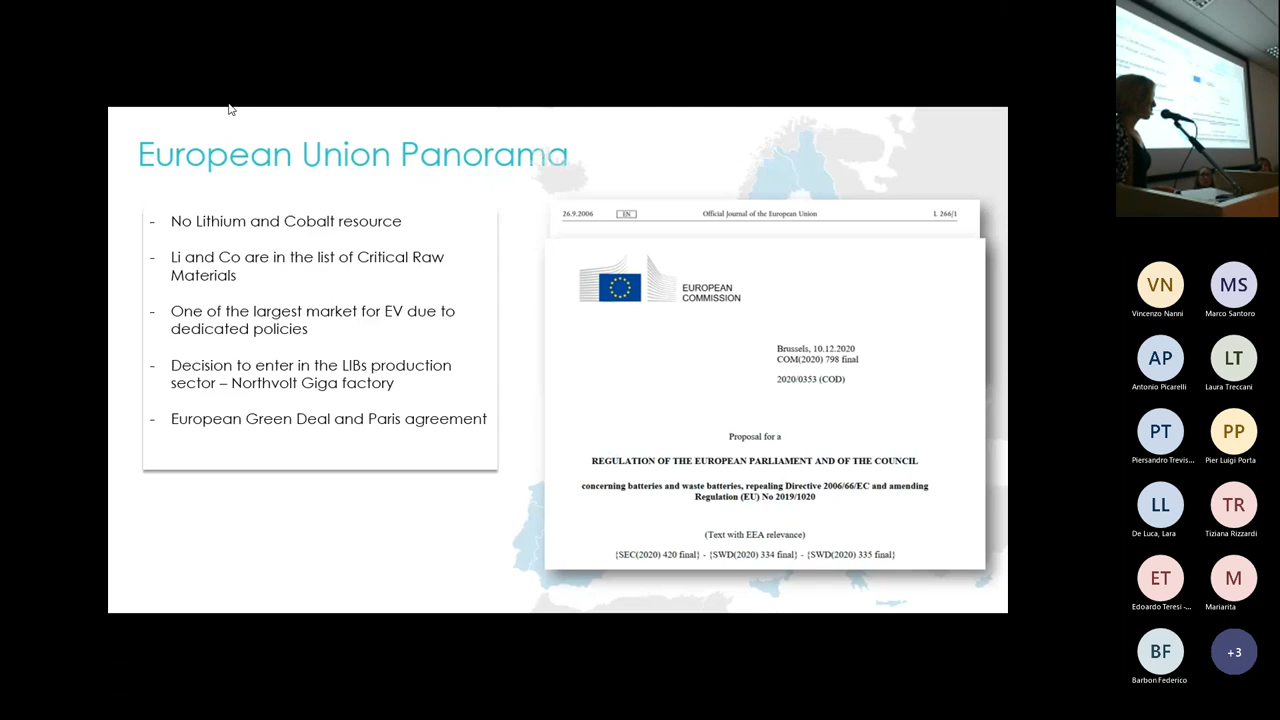 European Union Panorama
- No Lithium and Cobalt resource
- Li and Co are in the list of Critical Raw
Materials
- One of the largest market for EV due to
dedicated policies
- Decision to enter in the LIBs production
sector – Northvolt Giga factory
- European Green Deal and Paris agreement
26.9.2006 EN Official Journal of the European Union L 266/1
EUROPEAN
COMMISSION
Brussels, 10.12.2020
COM(2020) 798 final
2020/0353 (COD)
Proposal for a
REGULATION OF THE EUROPEAN PARLIAMENT AND OF THE COUNCIL
concerning batteries and waste batteries, repealing Directive 2006/66/EC and amending
Regulation (EU) No 2019/1020
(Text with EEA relevance)
{SEC(2020) 420 final} - {SWD(2020) 334 final} - {SWD(2020) 335 final}
VN MS
Vincenzo Nanni Marco Santoro
AP LT
Antonio Picarelli Laura Treccani
PT PP
Piersandro Trevis... Pier Luigi Porta
LL TR
De Luca, Lara Tiziana Rizzardi
ET M
Edoardo Teresi -... Mariarita
BF +3
Barbon Federico